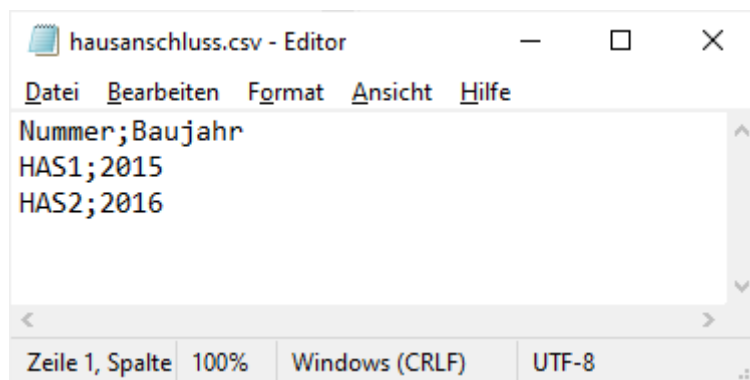 hausanschluss.csv - Editor
Datei Bearbeiten Format Ansicht Hilfe
Nummer;Baujahr
HAS1;2015
HAS2;2016
Zeile 1, Spalte 100% Windows (CRLF) UTF-8